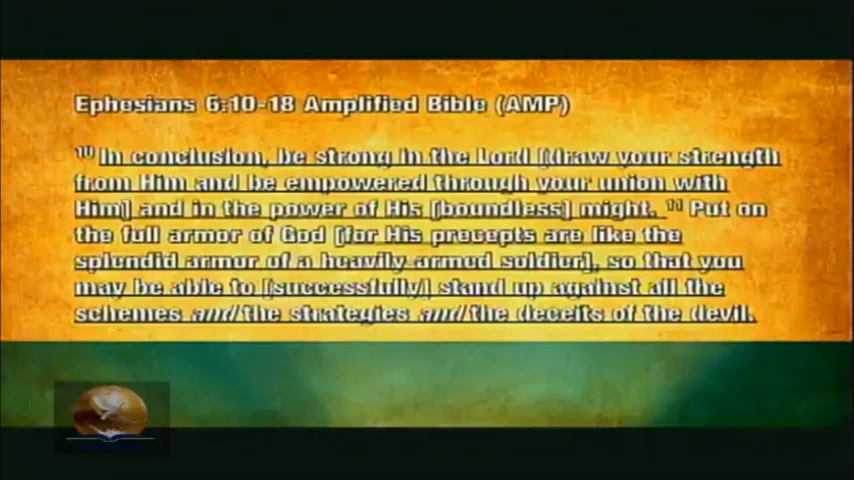 Ephesians 6:10-18 Amplified Bible (AMP)
10 In conclusion, be strong in the Lord [draw your strength
from Him and be empowered through your union with
Him] and in the power of His [boundless] might. 11 Put on
the full armor of God [for His precepts are like the
splendid armor of a heavily-armed soldier], so that you
may be able to [successfully] stand up against all the
schemes and the strategies and the deceits of the devil.